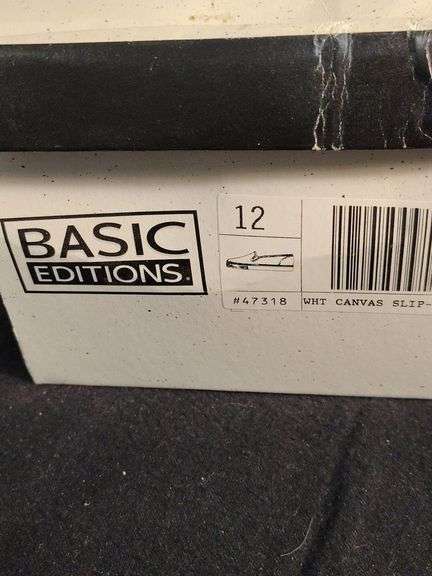 BASIC
EDITIONS.
12
#47318
WHT CANVAS SLIP-